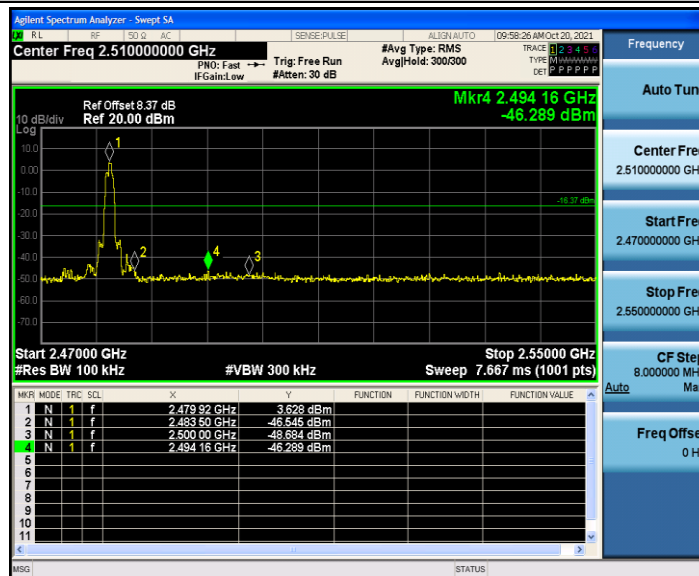 Agilent Spectrum Analyzer - Swept SA
RL RF 50 Ω AC SENSE:PULSE ALIGN AUTO 09:58:26 AM Oct 20, 2021
Center Freq 2.510000000 GHz
PNO: Fast
IFGain:Low
Trig: Free Run
#Atten: 30 dB
#Avg Type: RMS
Avg|Hold: 300/300
TRACE 1 2 3 4 5 6
TYPE M
DET P P P P P P
Ref Offset 8.37 dB
10 dB/div Ref 20.00 dBm
Log
Mkr4 2.494 16 GHz
-46.289 dBm
10.0
0.00
-10.0
-20.0
-30.0
-40.0
-50.0
-60.0
-70.0
-16.37 dBm
1
2
4
3
Start 2.47000 GHz Stop 2.55000 GHz
#Res BW 100 kHz #VBW 300 kHz Sweep 7.667 ms (1001 pts)
MKR MODE TRC SCL X Y FUNCTION FUNCTION WIDTH FUNCTION VALUE
1 N 1 f 2.479 92 GHz 3.628 dBm
2 N 1 f 2.483 50 GHz -46.545 dBm
3 N 1 f 2.500 00 GHz -48.684 dBm
4 N 1 f 2.494 16 GHz -46.289 dBm
5
6
7
8
9
10
11
MSG STATUS
Frequency
Auto Tun
Center Fre
2.510000000 GH
Start Fre
2.470000000 GH
Stop Fre
2.550000000 GH
CF Ste
8.000000 MH
Auto Ma
Freq Offse
0 H